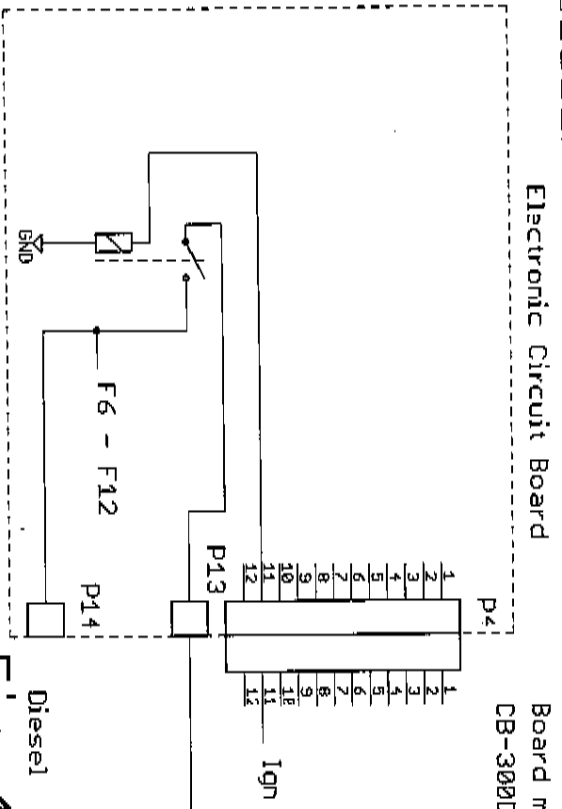 Electronic Circuit Board
Board
CB-300
P4
1 1
2 2
3 3
4 4
5 5
6 6
7 7
8 8
9 9
10 10
11 11
12 12
Ign
P13
F6 - F12
P14
Diesel
GND